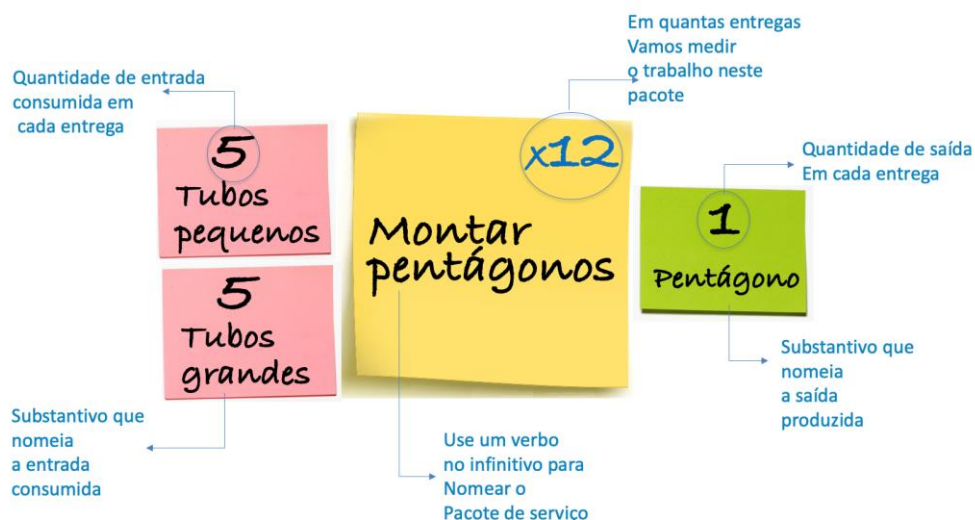 Em quantas entregas
Vamos medir
o trabalho neste
pacote
Quantidade de entrada
consumida em
cada entrega
Quantidade de saída
Em cada entrega
5
Tubos
pequenos
x12
Montar
pentágonos
1
Pentágono
5
Tubos
grandes
Substantivo que
nomeia
a saída
produzida
Substantivo que
nomeia
a entrada
consumida
Use um verbo
no infinitivo para
Nomear o
Pacote de serviço